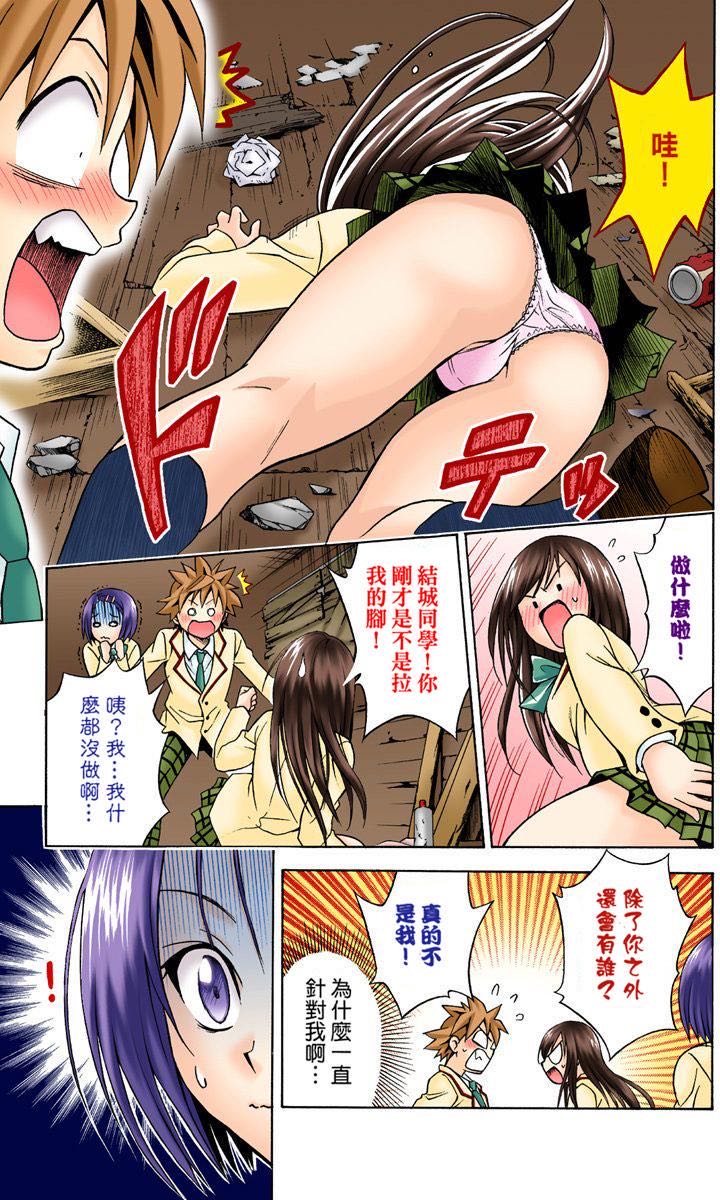 哇！
ドテッ
做什麼啦！
結城同學！你
剛才是不是拉
我的腳！
咦？我…我什
麼都沒做啊…
除了你之外
還會有誰？
真的不
是我！
為什麼一直
針對我啊…
！